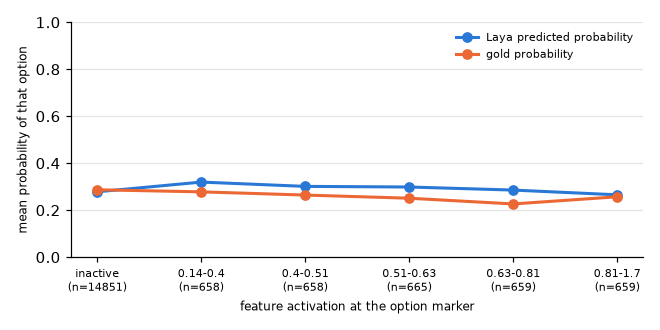 Laya predicted probability
gold probability
mean probability of that option
1.0
0.8
0.6
0.4
0.2
0.0
inactive 0.14-0.4 0.4-0.51 0.51-0.63 0.63-0.81 0.81-1.7
(n=14851) (n=658) (n=658) (n=665) (n=659) (n=659)
feature activation at the option marker